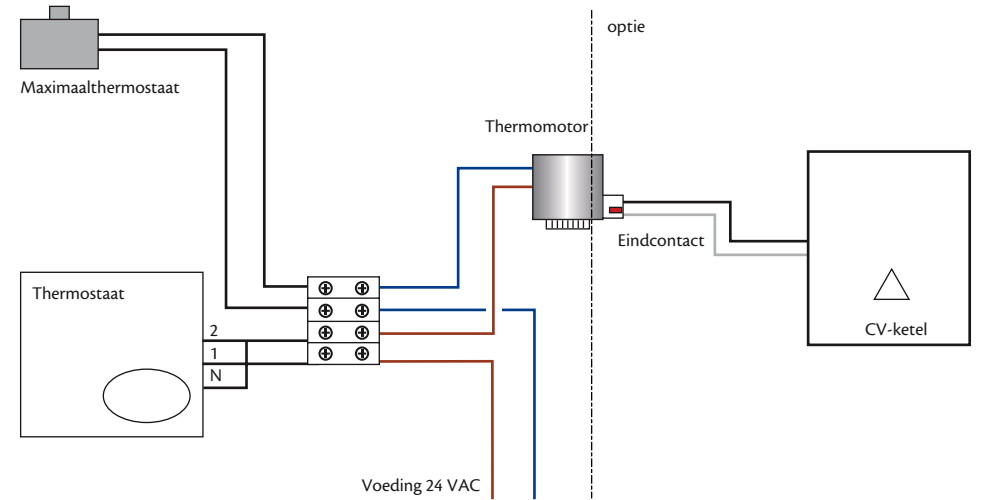 optie
Maximaalthermostaat
Thermomotor
Eindcontact
Thermostaat
2
1
N
CV-ketel
Voeding 24 VAC